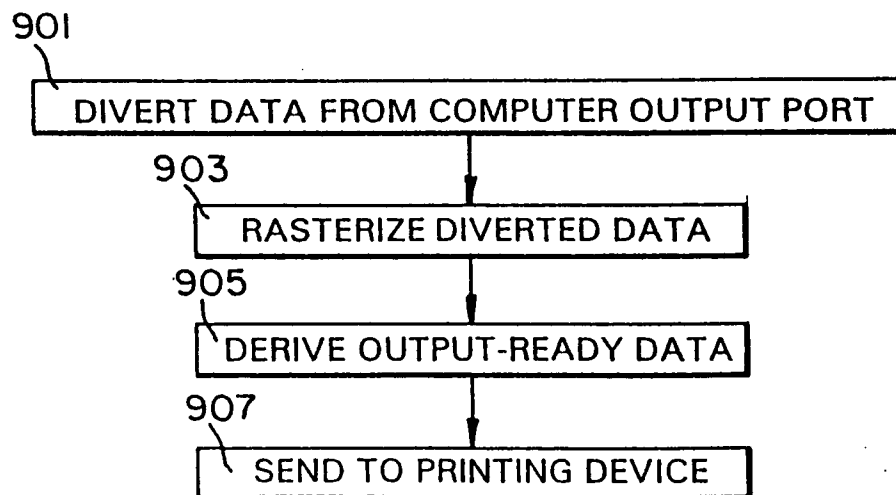 901
DIVERT DATA FROM COMPUTER OUTPUT PORT
903
RASTERIZE DIVERTED DATA
905
DERIVE OUTPUT-READY DATA
907
SEND TO PRINTING DEVICE